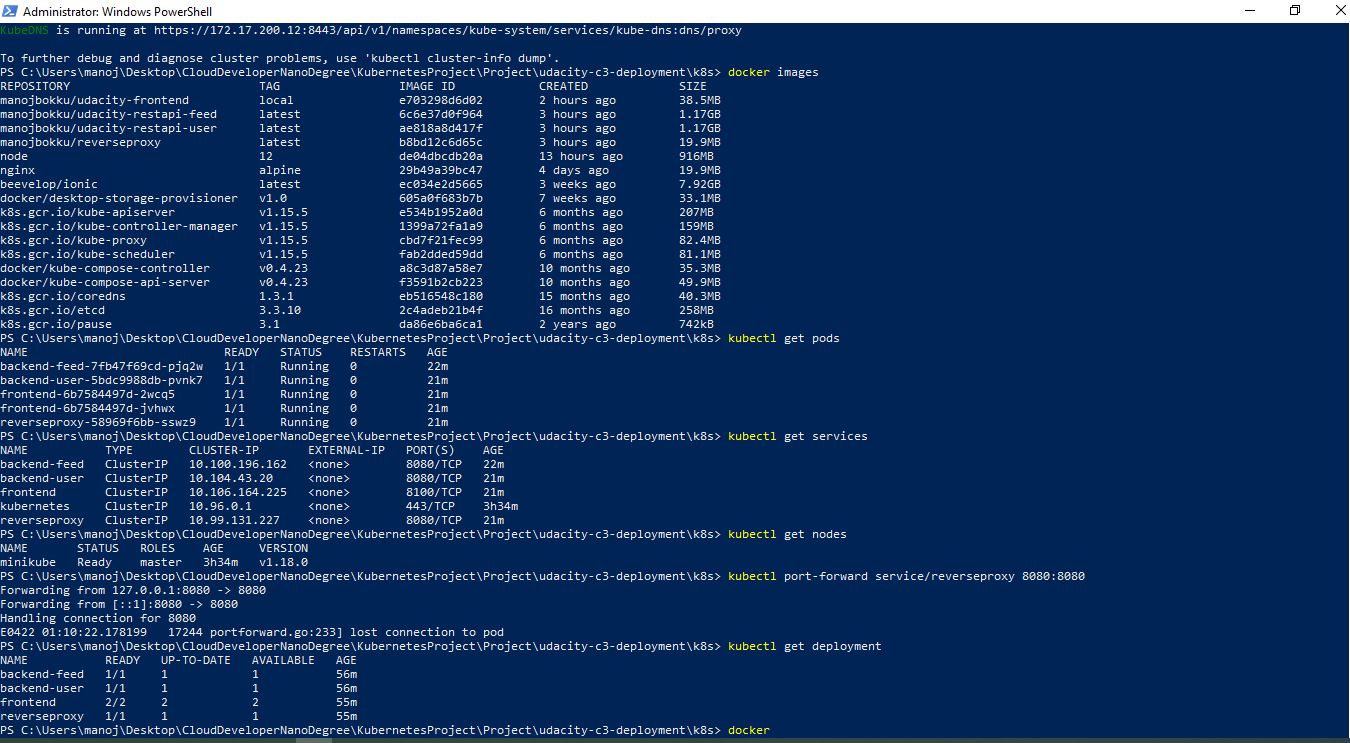 Administrator: Windows PowerShell
KubeDNS is running at https://172.17.200.12:8443/api/v1/namespaces/kube-system/services/kube-dns:dns/proxy
To further debug and diagnose cluster problems, use 'kubectl cluster-info dump'.
PS C:\Users\manoj\Desktop\CloudDeveloperNanoDegree\KubernetesProject\Project\udacity-c3-deployment\k8s> docker images
REPOSITORY TAG IMAGE ID CREATED SIZE
manojbokku/udacity-frontend local e703298d6d02 2 hours ago 38.5MB
manojbokku/udacity-restapi-feed latest 6c6e37d0f964 3 hours ago 1.17GB
manojbokku/udacity-restapi-user latest ae818a8d417f 3 hours ago 1.17GB
manojbokku/reverseproxy latest b8bd12c6d65c 3 hours ago 19.9MB
node 12 de04dbcdb20a 13 hours ago 916MB
nginx alpine 29b49a39bc47 4 days ago 19.9MB
beevelop/ionic latest ec034e2d5665 3 weeks ago 7.92GB
docker/desktop-storage-provisioner v1.0 605a0f683b7b 7 weeks ago 33.1MB
k8s.gcr.io/kube-apiserver v1.15.5 e534b1952a0d 6 months ago 207MB
k8s.gcr.io/kube-controller-manager v1.15.5 1399a72fa1a9 6 months ago 159MB
k8s.gcr.io/kube-proxy v1.15.5 cbd7f21fec99 6 months ago 82.4MB
k8s.gcr.io/kube-scheduler v1.15.5 fab2dded59dd 6 months ago 81.1MB
docker/kube-compose-controller v0.4.23 a8c3d87a58e7 10 months ago 35.3MB
docker/kube-compose-api-server v0.4.23 f3591b2cb223 10 months ago 49.9MB
k8s.gcr.io/coredns 1.3.1 eb516548c180 15 months ago 40.3MB
k8s.gcr.io/etcd 3.3.10 2c4adeb21b4f 16 months ago 258MB
k8s.gcr.io/pause 3.1 da86e6ba6ca1 2 years ago 742kB
PS C:\Users\manoj\Desktop\CloudDeveloperNanoDegree\KubernetesProject\Project\udacity-c3-deployment\k8s> kubectl get pods
NAME READY STATUS RESTARTS AGE
backend-feed-7fb47f69cd-pjq2w 1/1 Running 0 22m
backend-user-5bdc9988db-pvnk7 1/1 Running 0 21m
frontend-6b7584497d-2wcq5 1/1 Running 0 21m
frontend-6b7584497d-jvhwx 1/1 Running 0 21m
reverseproxy-58969f6bb-sswz9 1/1 Running 0 21m
PS C:\Users\manoj\Desktop\CloudDeveloperNanoDegree\KubernetesProject\Project\udacity-c3-deployment\k8s> kubectl get services
NAME TYPE CLUSTER-IP EXTERNAL-IP PORT(S) AGE
backend-feed ClusterIP 10.100.196.162 <none> 8080/TCP 22m
backend-user ClusterIP 10.104.43.20 <none> 8080/TCP 21m
frontend ClusterIP 10.106.164.225 <none> 8100/TCP 21m
kubernetes ClusterIP 10.96.0.1 <none> 443/TCP 3h34m
reverseproxy ClusterIP 10.99.131.227 <none> 8080/TCP 21m
PS C:\Users\manoj\Desktop\CloudDeveloperNanoDegree\KubernetesProject\Project\udacity-c3-deployment\k8s> kubectl get nodes
NAME STATUS ROLES AGE VERSION
minikube Ready master 3h34m v1.18.0
PS C:\Users\manoj\Desktop\CloudDeveloperNanoDegree\KubernetesProject\Project\udacity-c3-deployment\k8s> kubectl port-forward service/reverseproxy 8080:8080
Forwarding from 127.0.0.1:8080 -> 8080
Forwarding from [::1]:8080 -> 8080
Handling connection for 8080
E0422 01:10:22.178199 17244 portforward.go:233] lost connection to pod
PS C:\Users\manoj\Desktop\CloudDeveloperNanoDegree\KubernetesProject\Project\udacity-c3-deployment\k8s> kubectl get deployment
NAME READY UP-TO-DATE AVAILABLE AGE
backend-feed 1/1 1 1 56m
backend-user 1/1 1 1 56m
frontend 2/2 2 2 55m
reverseproxy 1/1 1 1 55m
PS C:\Users\manoj\Desktop\CloudDeveloperNanoDegree\KubernetesProject\Project\udacity-c3-deployment\k8s> docker